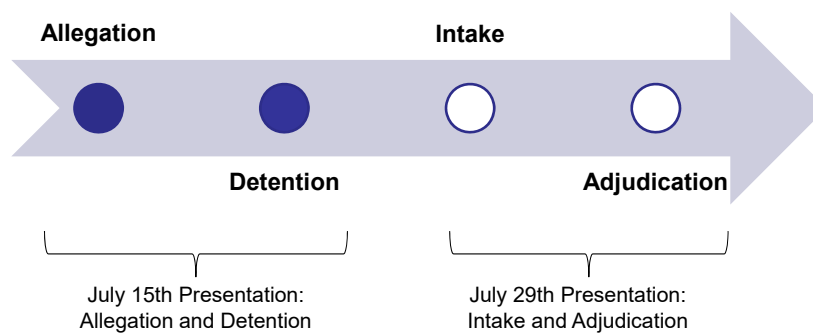 Allegation
Intake
Detention
Adjudication
July 15th Presentation:
Allegation and Detention
July 29th Presentation:
Intake and Adjudication